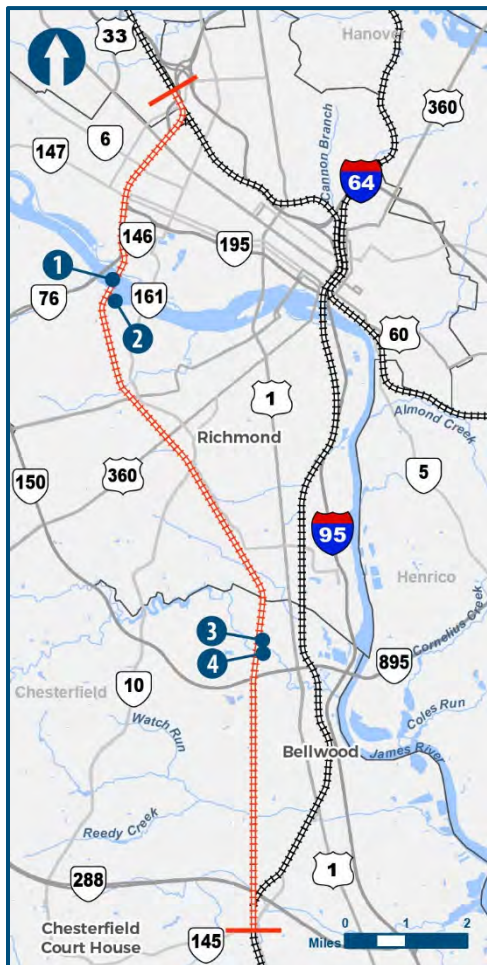 33
Hanover
360
6
147
Cannon Branch
64
146
195
1
76
161
2
60
1
Almond Creek
Richmond
150
360
5
95
Henrico
3
4
Cornelius Creek
895
10
Chesterfield
Watch Run
Coles Run
Bellwood
James River
Reedy Creek
288
1
Chesterfield
Court House
145
0 1 2
Miles